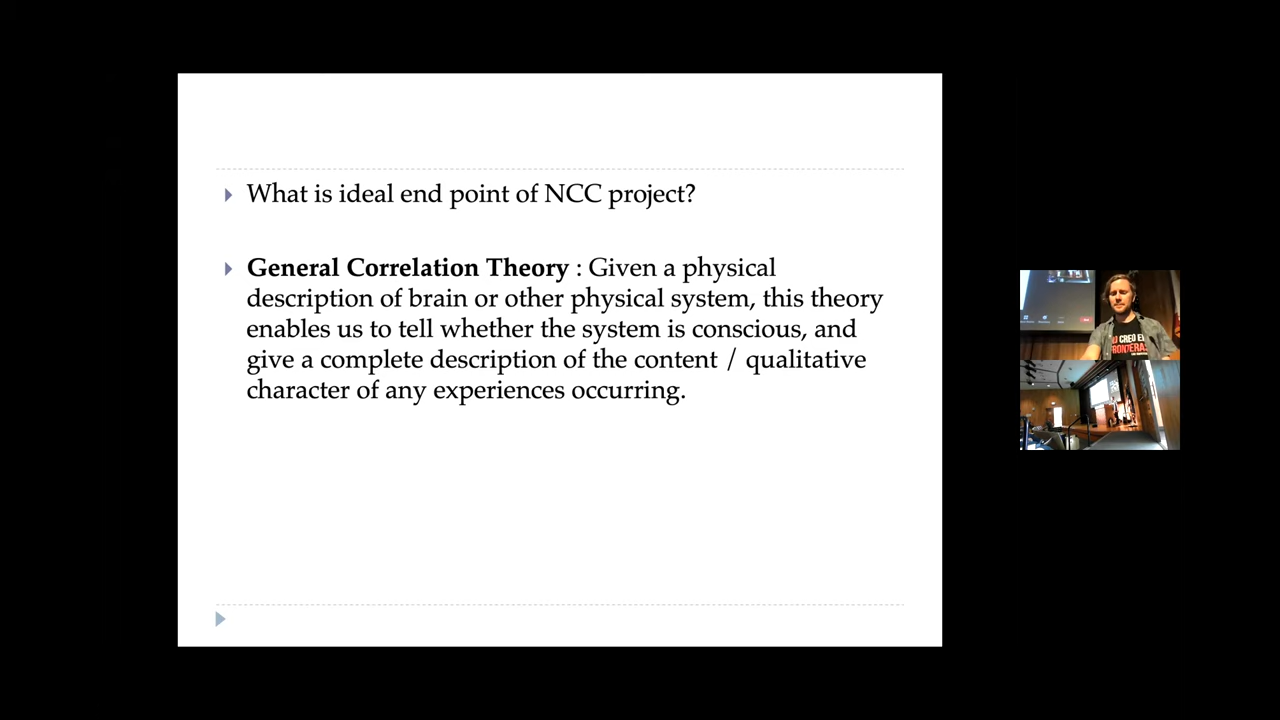 What is ideal end point of NCC project?
General Correlation Theory : Given a physical
description of brain or other physical system, this theory
enables us to tell whether the system is conscious, and
give a complete description of the content / qualitative
character of any experiences occurring.
CREO E